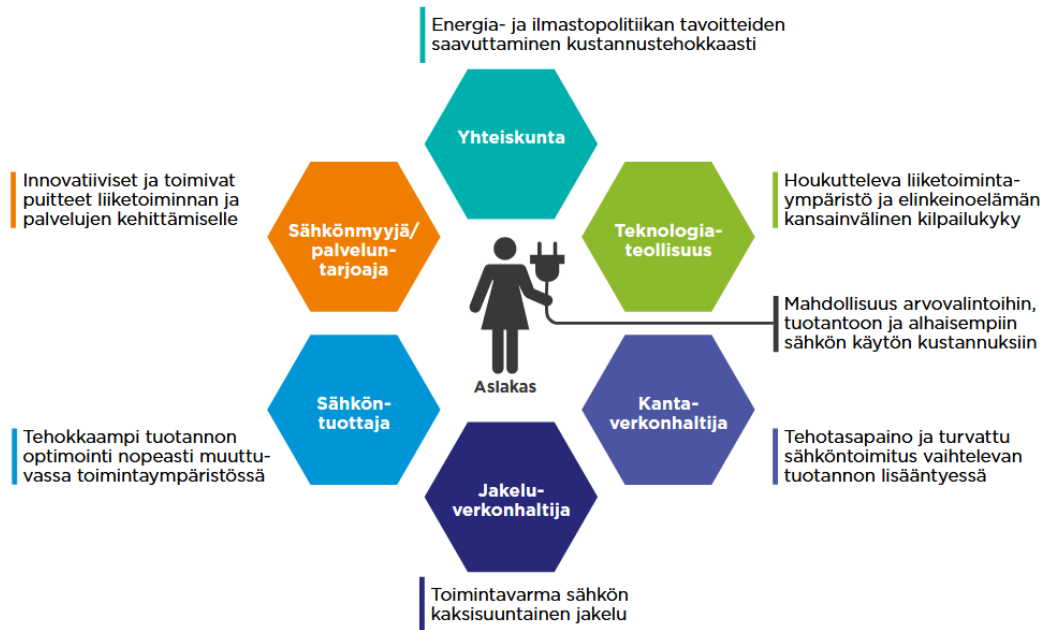 Energia- ja ilmastopolitiikan tavoitteiden
saavuttaminen kustannustehokkaasti
Yhteiskunta
Innovatiiviset ja toimivat
puitteet liiketoiminnan ja
palvelujen kehittämiselle
Sähkönmyyjä/
palvelun-
tarjoaja
Teknologia-
teollisuus
Houkutteleva liiketoiminta-
ympäristö ja elinkeinoelämän
kansainvälinen kilpailukyky
Mahdollisuus arvovalintoihin,
tuotantoon ja alhaisempiin
sähkön käytön kustannuksiin
Asiakas
Sähkön-
tuottaja
Kanta-
verkonhaltija
Tehokkaampi tuotannon
optimointi nopeasti muuttu-
vassa toimintaympäristössä
Tehotasapaino ja turvattu
sähköntoimitus vaihtelevan
tuotannon lisääntyessä
Jakelu-
verkonhaltija
Toimintavarma sähkön
kaksisuuntainen jakelu